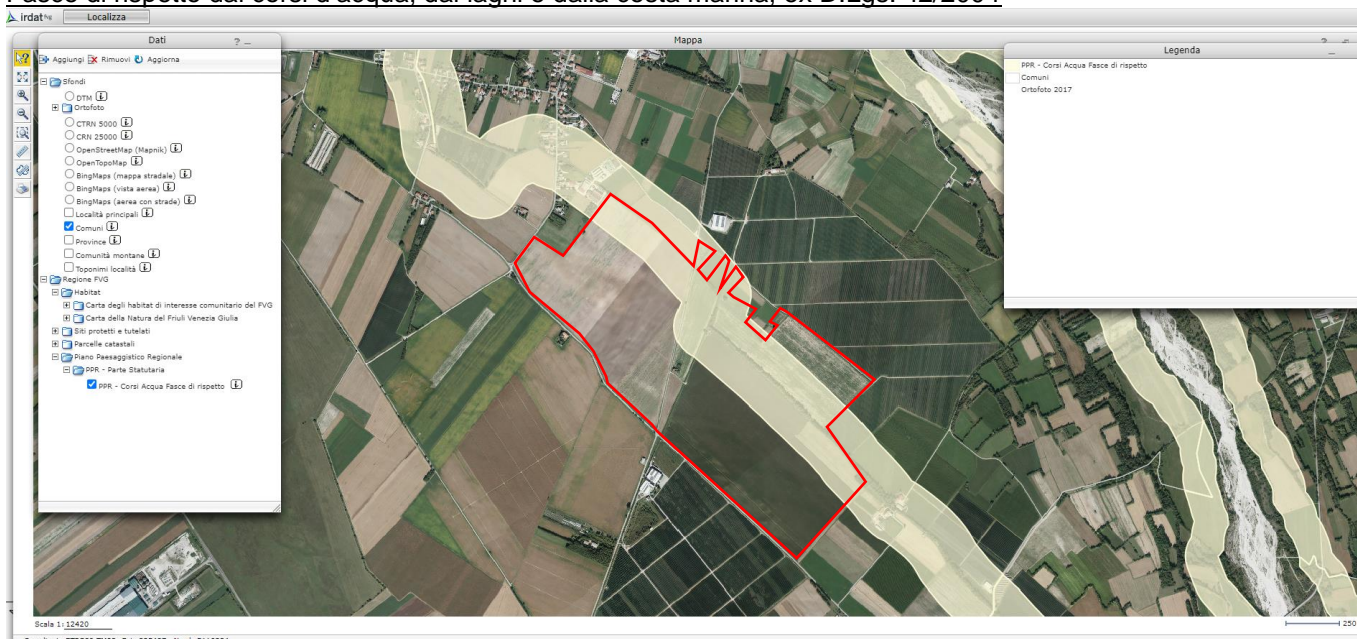 Fasce di rispetto dai corsi d'acqua, dai laghi e dalla costa marina, ex D.Lgs. 42/2004
irdat fvg Localizza
Dati ? _
Mappa ?
Legenda _
Aggiungi Rimuovi Aggiorna
PPR - Corsi Acqua Fasce di rispetto
Comuni
Ortofoto 2017
Sfondi
DTM i
Ortofoto
CTRN 5000 i
CRN 25000 i
OpenStreetMap (Mapnik) i
OpenTopoMap i
BingMaps (mappa stradale) i
BingMaps (vista aerea) i
BingMaps (aerea con strade) i
Località principali i
Comuni i
Province i
Comunità montane i
Toponimi località i
Regione FVG
Habitat
Carta degli habitat di interesse comunitario del FVG
Carta della Natura del Friuli Venezia Giulia
Siti protetti e tutelati
Parcelle catastali
Piano Paesaggistico Regionale
PPR - Parte Statutaria
PPR - Corsi Acqua Fasce di rispetto i
Scala 1: 12420
250